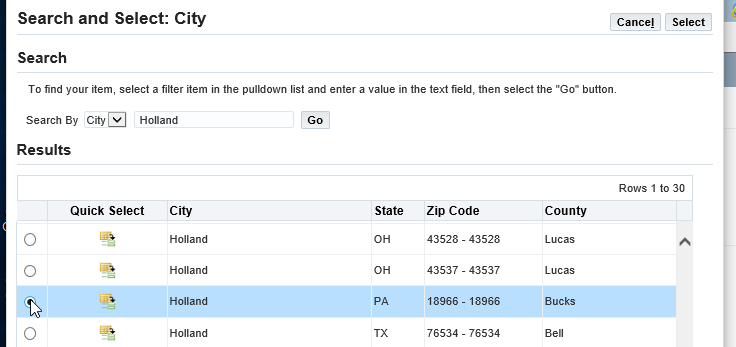 Search and Select: City
Cancel Select
Search
To find your item, select a filter item in the pulldown list and enter a value in the text field, then select the "Go" button.
Search By City Holland Go
Results
Rows 1 to 30
Quick Select City State Zip Code County
Holland OH 43528 - 43528 Lucas
Holland OH 43537 - 43537 Lucas
Holland PA 18966 - 18966 Bucks
Holland TX 76534 - 76534 Bell